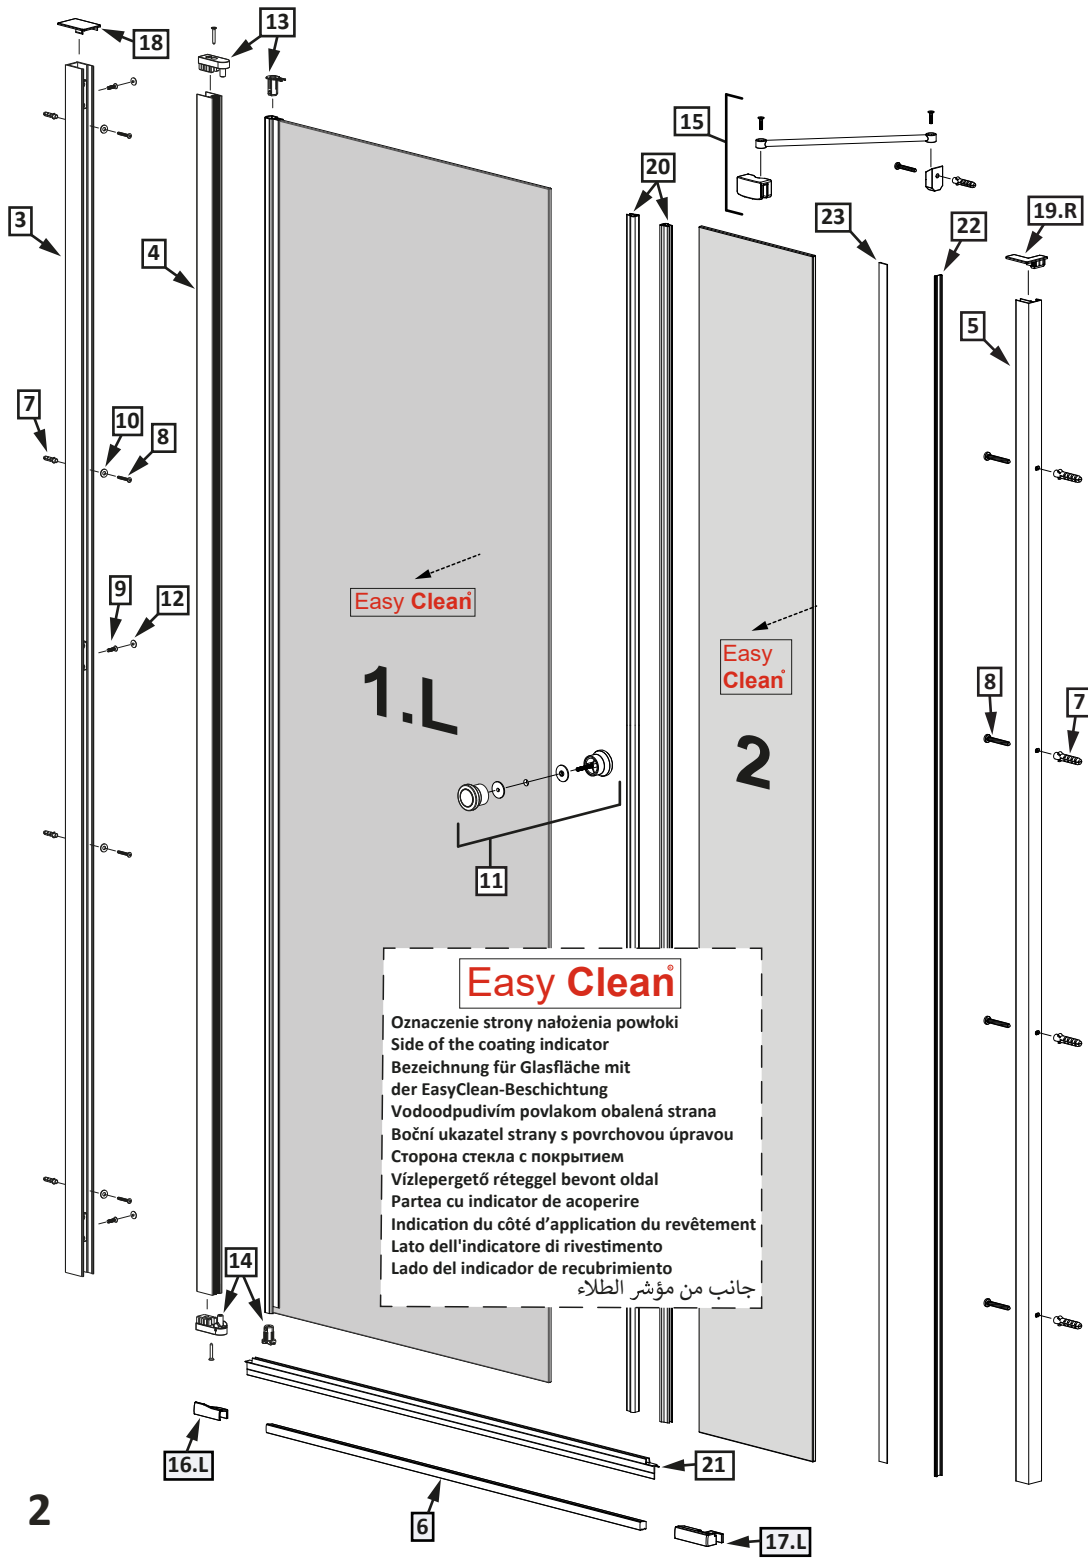 13
18
15
20
3
4
23
22
19.R
5
7
10
8
9
12
Easy Clean®
1.L
Easy
Clean®
2
8
7
11
Easy Clean®
Oznaczenie strony nałożenia powłoki
Side of the coating indicator
Bezeichnung für Glasfläche mit
der EasyClean-Beschichtung
Vodoodpudivím povlakom obalená strana
Boční ukazatel strany s povrchovou úpravou
Сторона стекла с покрытием
Vízlepergető réteggel bevont oldal
Partea cu indicator de acoperire
Indication du côté d’application du revêtement
Lato dell'indicatore di rivestimento
Lado del indicador de recubrimiento
جانب من مؤشر الطلاء
14
16.L
21
6
17.L
2